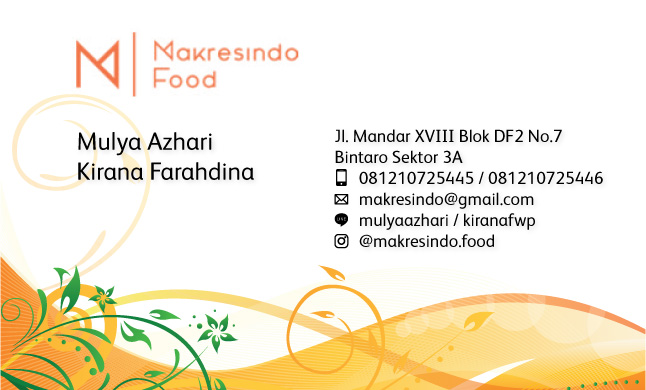 Makresindo
Food
Mulya Azhari
Kirana Farahdina
Jl. Mandar XVIII Blok DF2 No.7
Bintaro Sektor 3A
081210725445 / 081210725446
makresindo@gmail.com
LINE mulyaazhari / kiranafwp
@makresindo.food